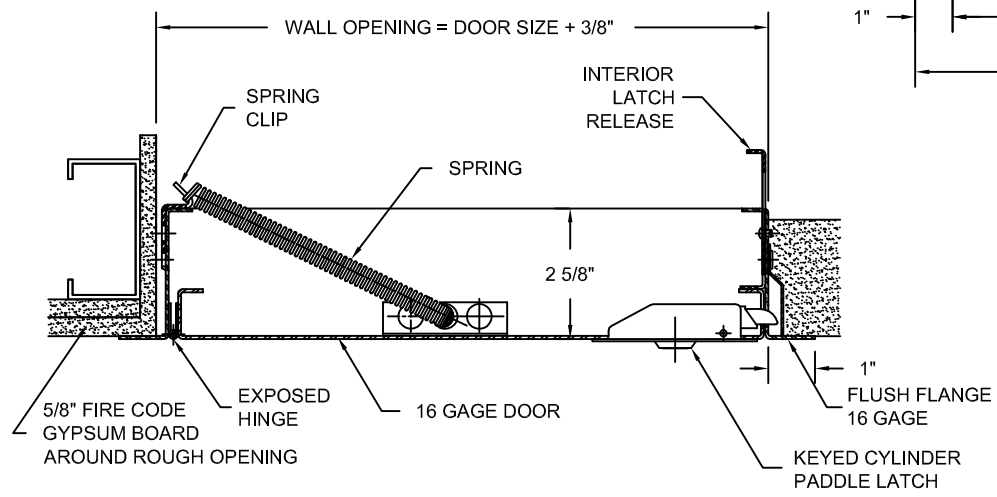 WALL OPENING = DOOR SIZE + 3/8"
1"
INTERIOR
LATCH
RELEASE
SPRING
CLIP
SPRING
2 5/8"
1"
5/8" FIRE CODE
GYPSUM BOARD
AROUND ROUGH OPENING
EXPOSED
HINGE
16 GAGE DOOR
FLUSH FLANGE
16 GAGE
KEYED CYLINDER
PADDLE LATCH